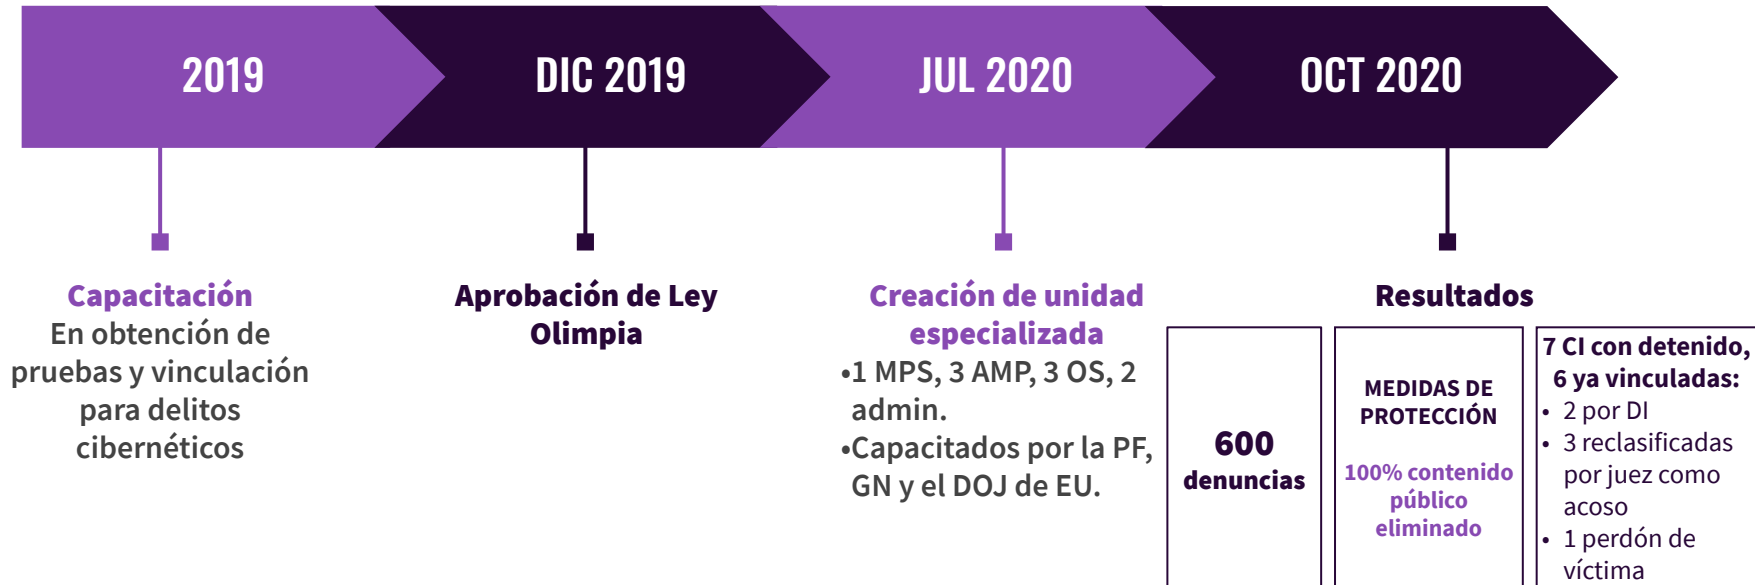 2019
DIC 2019
JUL 2020
OCT 2020
Capacitación
En obtención de
pruebas y vinculación
para delitos
cibernéticos
Aprobación de Ley
Olimpia
Creación de unidad
especializada
•1 MPS, 3 AMP, 3 OS, 2
admin.
•Capacitados por la PF,
GN y el DOJ de EU.
Resultados
600
denuncias
MEDIDAS DE
PROTECCIÓN
100% contenido
público
eliminado
7 CI con detenido,
6 ya vinculadas:
• 2 por DI
• 3 reclasificadas
por juez como
acoso
• 1 perdón de
víctima